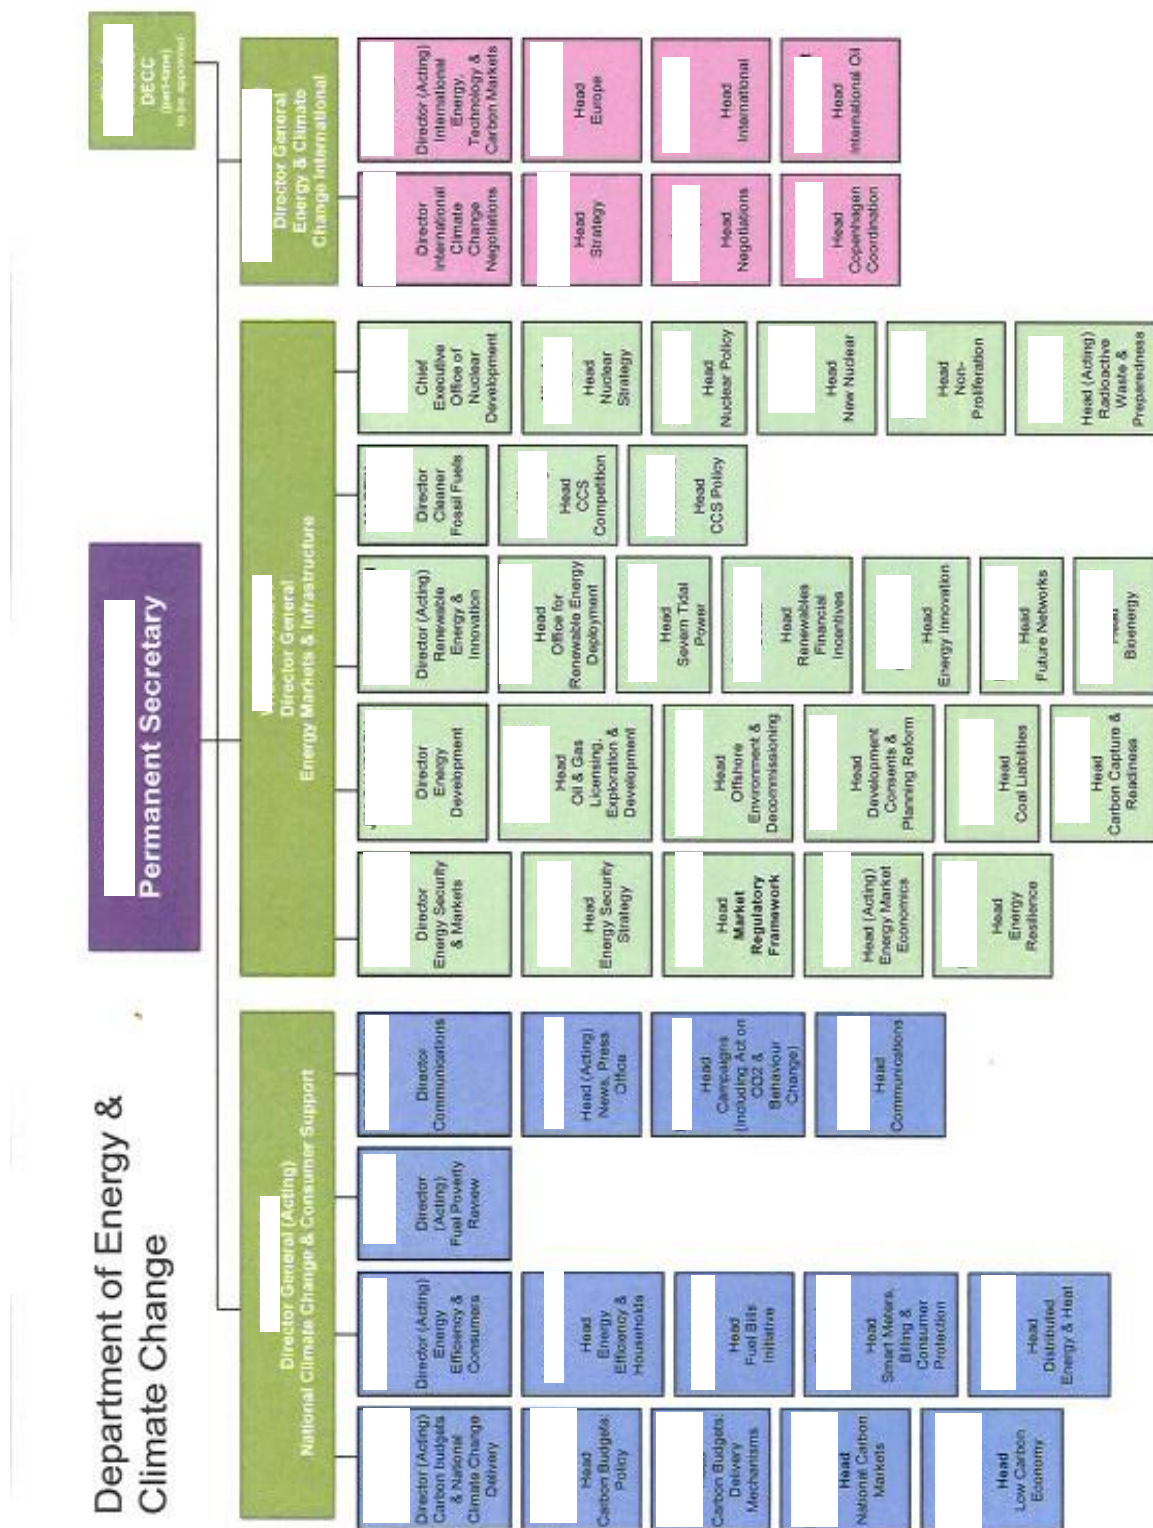 Department of Energy &
Climate Change
Permanent Secretary
DECC
(part-time)
to be appointed
Director General (Acting)
National Climate Change & Consumer Support
Director (Acting)
Carbon budgets
& National
Climate Change
Delivery
Head
Carbon Budgets:
Policy
Carbon Budgets:
Delivery
Mechanisms
Head
National Carbon
Markets
Head
Low Carbon
Economy
Director (Acting)
Energy
Efficiency &
Consumers
Head
Energy
Efficiency &
Households
Head
Fuel Bills
Initiative
Head
Smart Meters,
Billing &
Consumer
Protection
Head
Distributed
Energy & Heat
Director
(Acting)
Fuel Poverty
Review
Director
Communications
Head (Acting)
News, Press
Office
Head
Campaigns
(including Act on
CO2 &
Behaviour
Change)
Head
Communications
Director General
Energy Markets & Infrastructure
Director
Energy Security
& Markets
Head
Energy Security
Strategy
Head
Market
Regulatory
Framework
Head (Acting)
Energy Market
Economics
Head
Energy
Resilience
Director
Energy
Development
Head
Oil & Gas
Licensing,
Exploration &
Development
Head
Offshore
Environment &
Decommissioning
Head
Development
Consents &
Planning Reform
Head
Coal Liabilities
Head
Carbon Capture &
Readiness
Director (Acting)
Renewable
Energy &
Innovation
Head
Office for
Renewable Energy
Deployment
Head
Severn Tidal
Power
Head
Renewables
Financial
Incentives
Head
Energy Innovation
Head
Future Networks
Head
Bioenergy
Director
Cleaner
Fossil Fuels
Head
CCS
Competition
Head
CCS Policy
Chief
Executive
Office of
Nuclear
Development
Head
Nuclear
Strategy
Head
Nuclear Policy
Head
New Nuclear
Head
Non-
Proliferation
Head (Acting)
Radioactive
Waste &
Preparedness
Director General
Energy & Climate
Change International
Director
International
Climate
Change
Negotiations
Head
Strategy
Head
Negotiations
Head
Copenhagen
Coordination
Director (Acting)
International
Energy,
Technology &
Carbon Markets
Head
Europe
Head
International
Head
International Oil